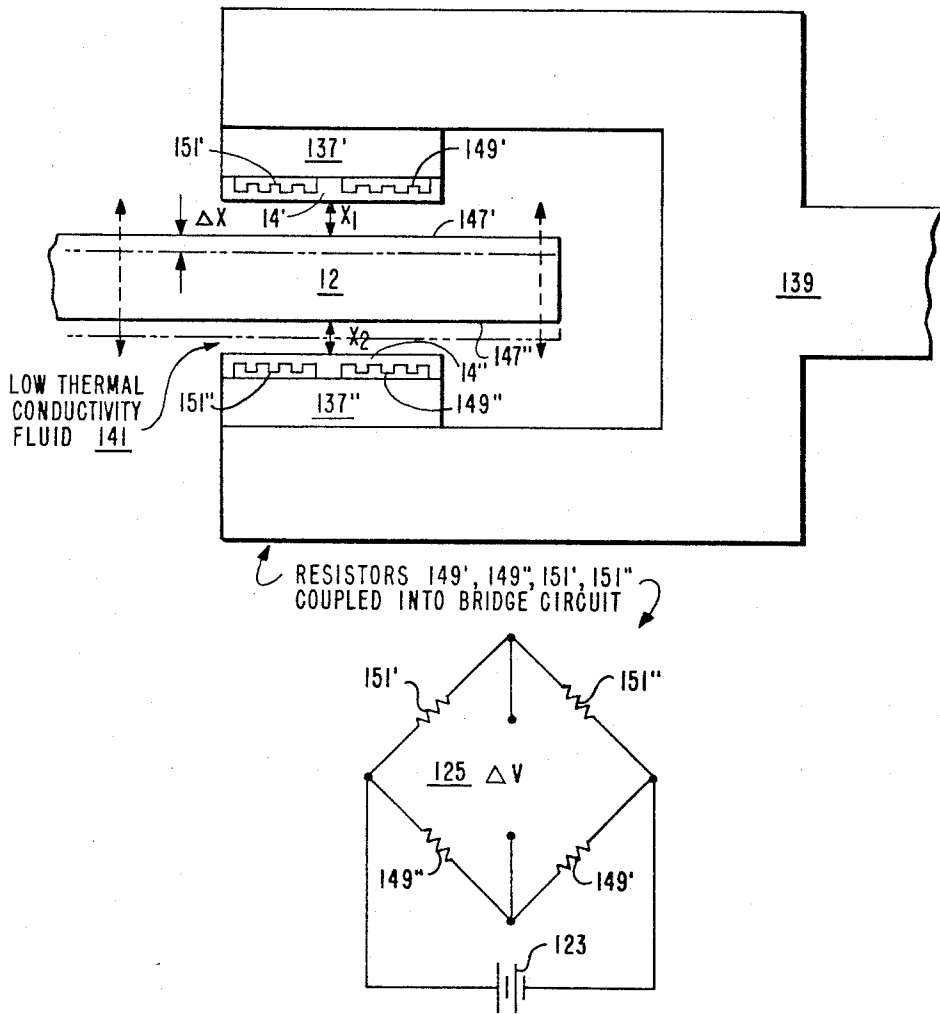 151'
137'
149'
14'
ΔX
X1
147'
12
139
X2
147"
14"
LOW THERMAL
CONDUCTIVITY
FLUID 141
151"
149"
137"
RESISTORS 149', 149", 151', 151"
COUPLED INTO BRIDGE CIRCUIT
151'
151"
125 ΔV
149"
149'
123